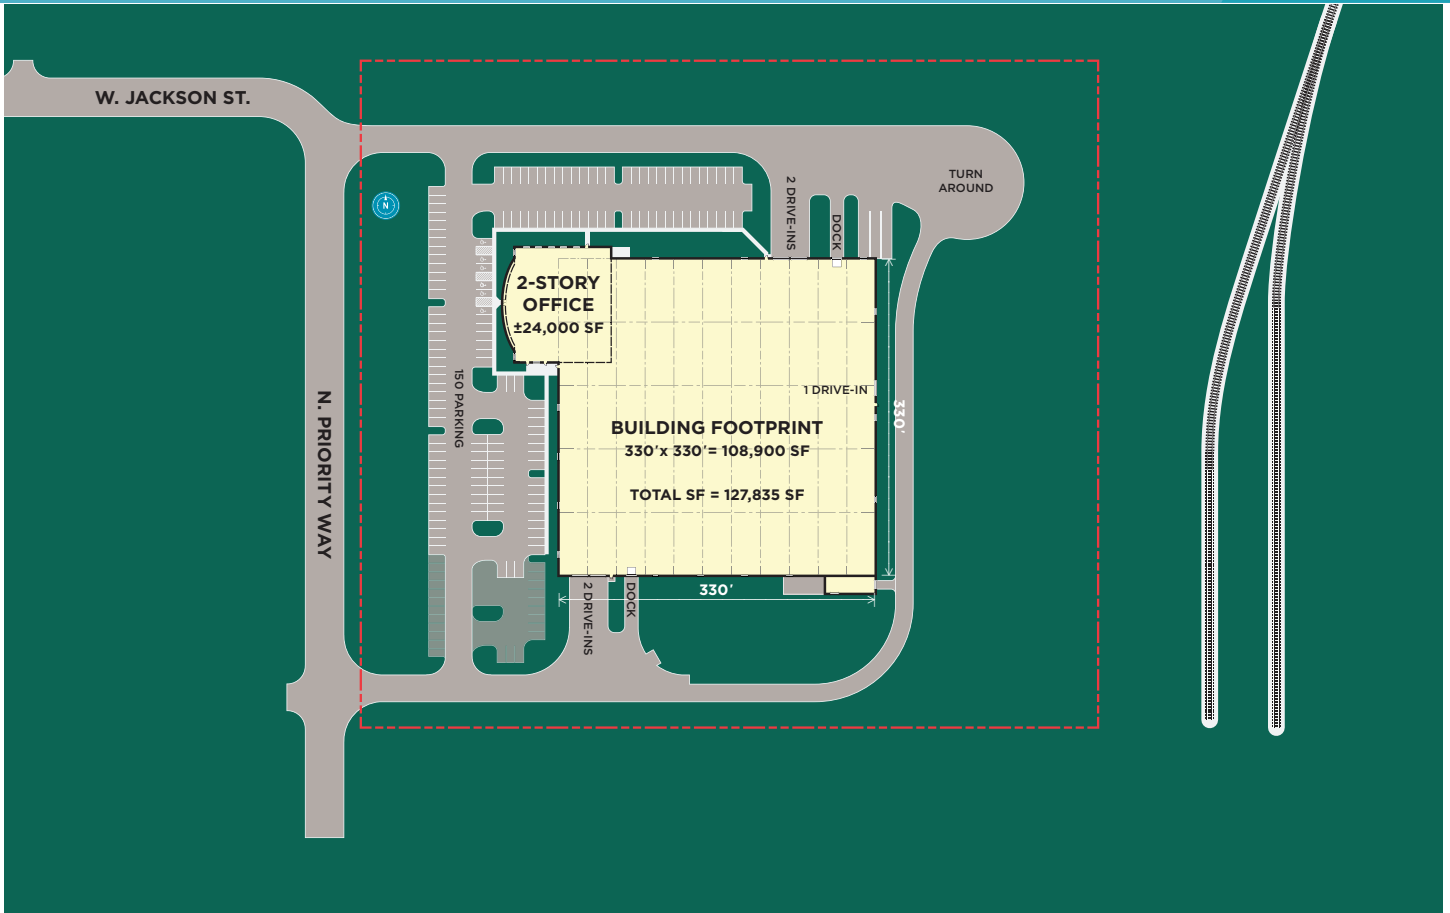 W. JACKSON ST.
TURN
AROUND
2 DRIVE-INS
DOCK
N
2-STORY
OFFICE
±24,000 SF
150 PARKING
1 DRIVE-IN
330'
N. PRIORITY WAY
BUILDING FOOTPRINT
330'x 330'= 108,900 SF
TOTAL SF = 127,835 SF
330'
2 DRIVE-INS
DOCK